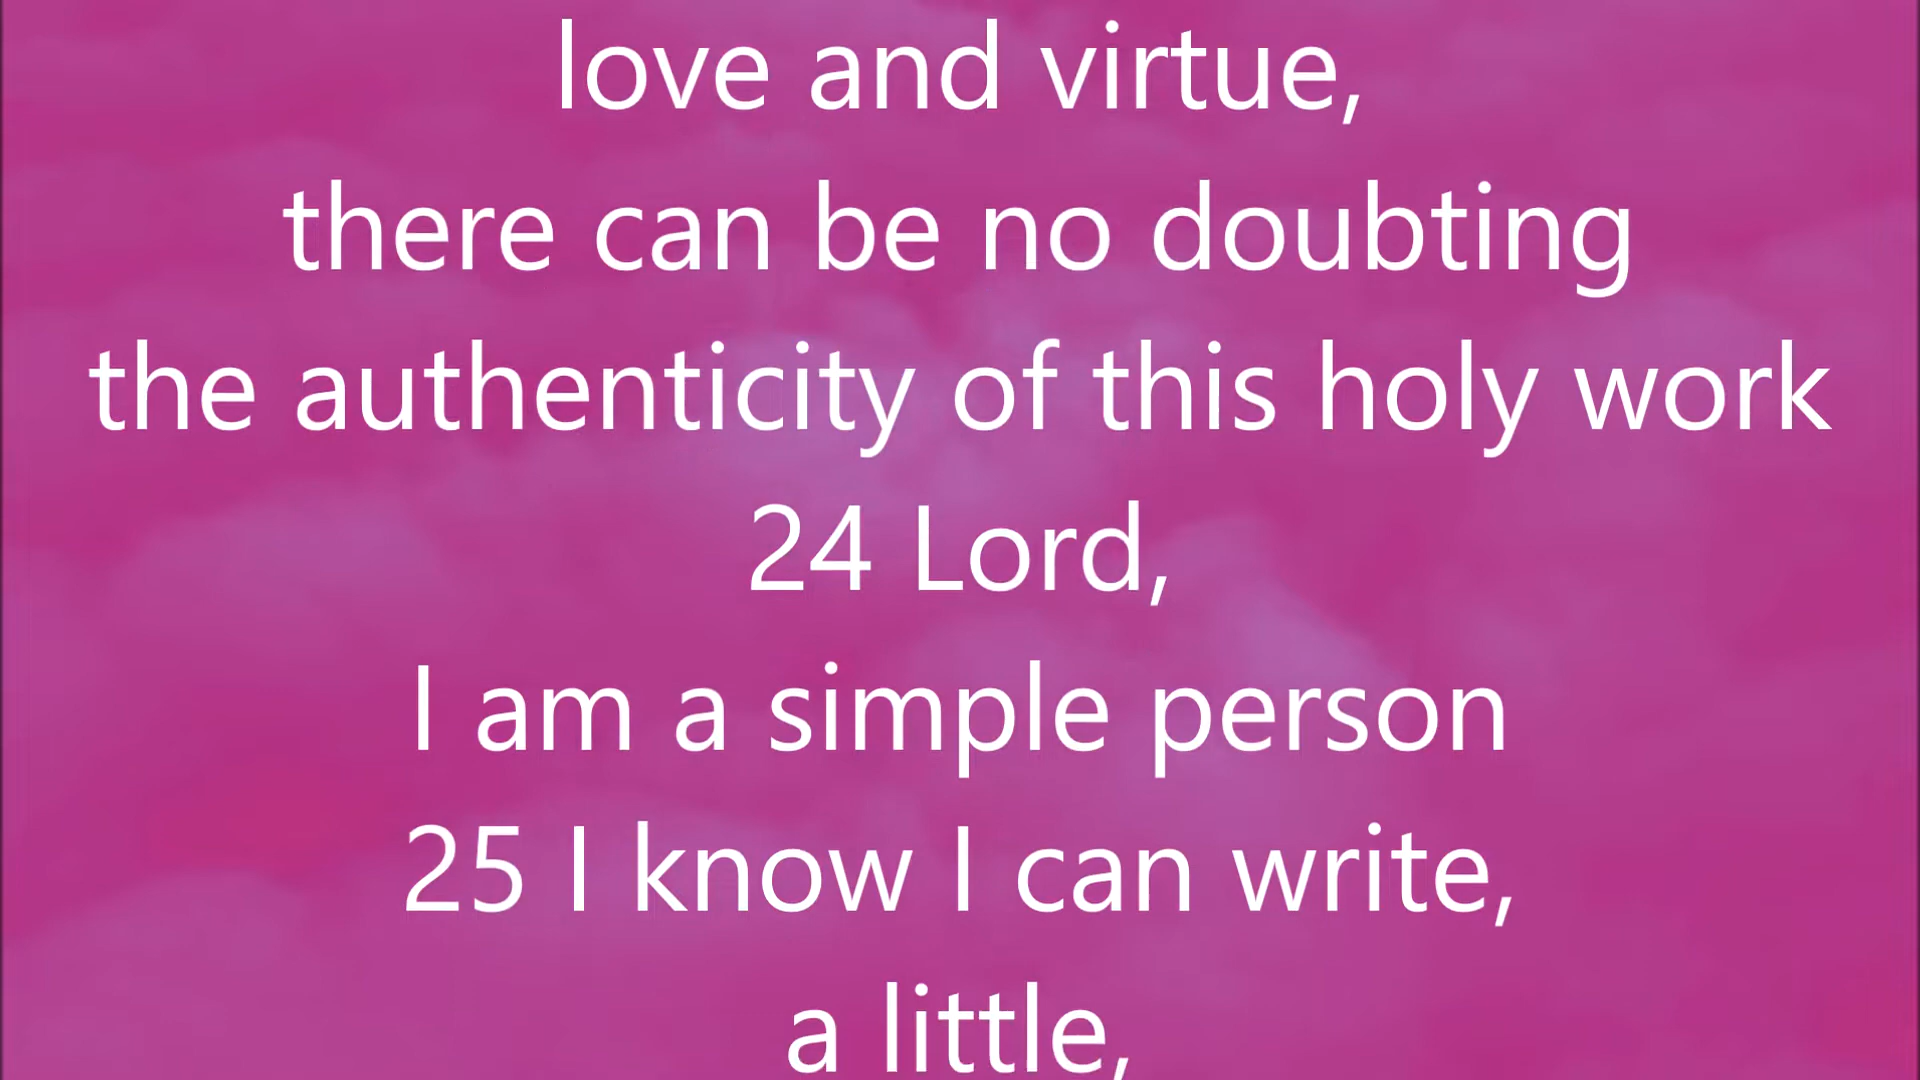 love and virtue,
there can be no doubting
the authenticity of this holy work
24 Lord,
I am a simple person
25 I know I can write,
a little,